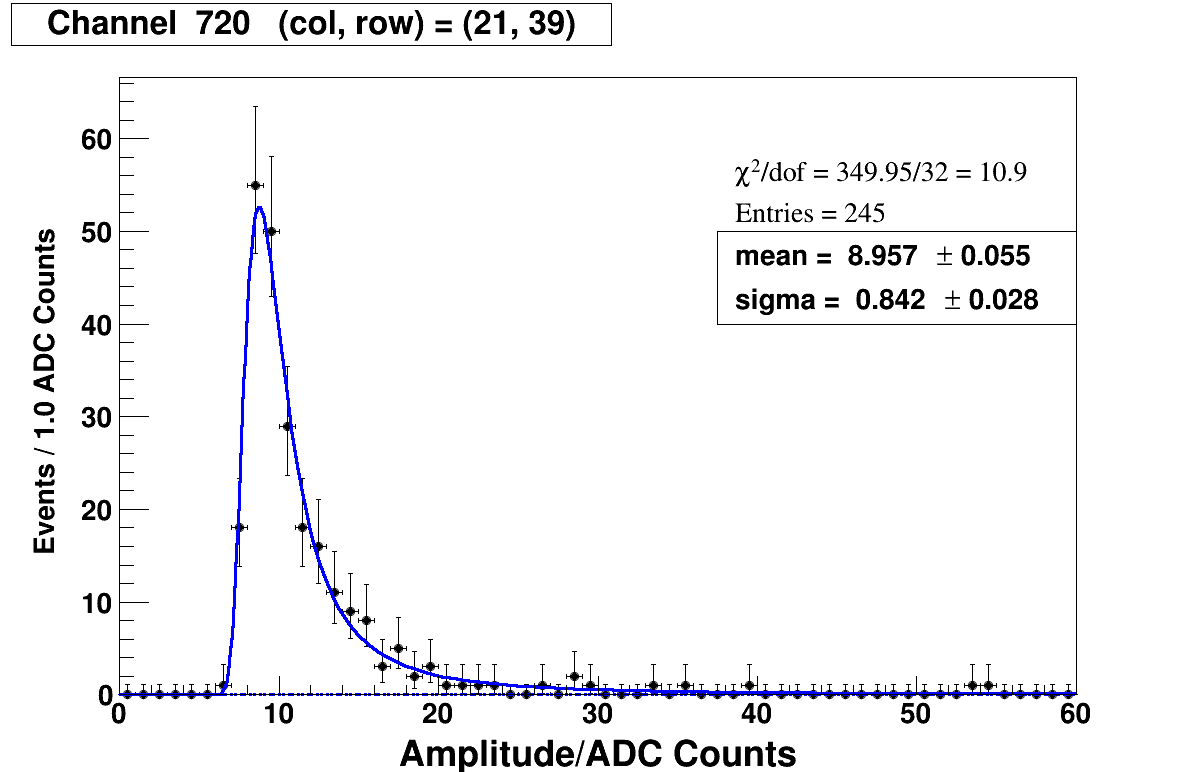 Channel 720 (col, row) = (21, 39)
χ²/dof = 349.95/32 = 10.9
Entries = 245
mean = 8.957 ± 0.055
sigma = 0.842 ± 0.028
Events / 1.0 ADC Counts
60
50
40
30
20
10
0
0 10 20 30 40 50 60
Amplitude/ADC Counts